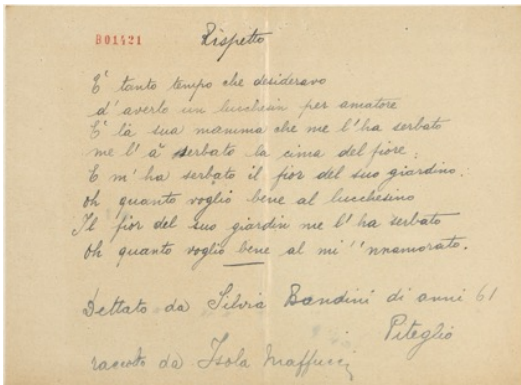 B01421
Rispetto
E' tanto tempo che desideravo
d'averlo un lucchesin per amatore
E' la sua mamma che me l'ha serbato
me l'à serbato la cima del fiore;
E m'ha serbato il fior del suo giardino.
Oh quanto voglio bene al lucchesino
Il fior del suo giardin me l'ha serbato
Oh quanto voglio bene al mi' 'nnamorato.
Dettato da Silvia Bandini di anni 61
Piteglio
raccolto da Isola Maffucci